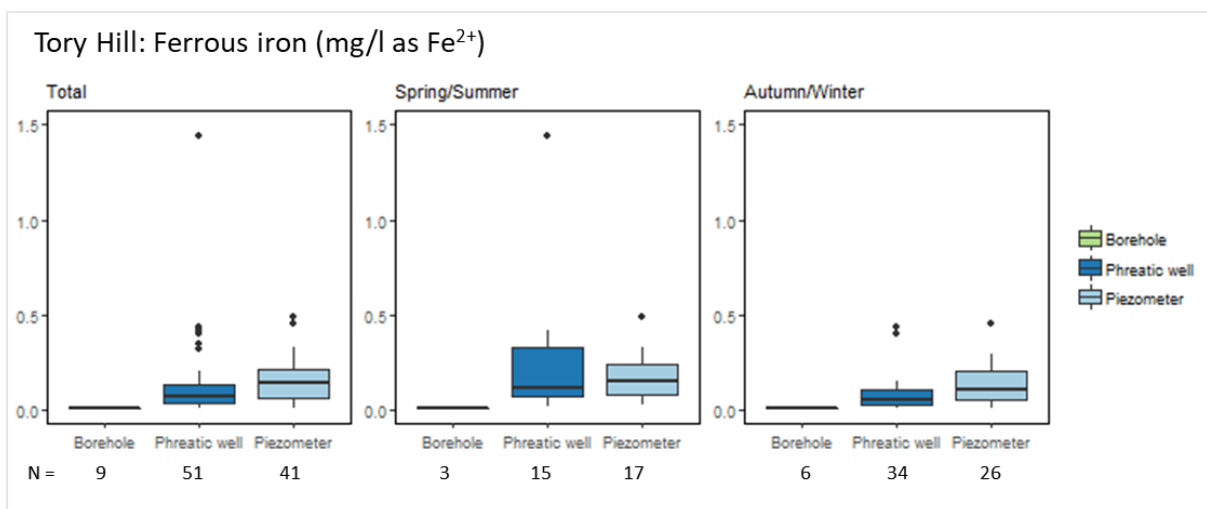 Tory Hill: Ferrous iron (mg/l as Fe²⁺)
Total
1.5
1.0
0.5
0.0
Borehole Phreatic well Piezometer
Spring/Summer
1.5
1.0
0.5
0.0
Borehole Phreatic well Piezometer
Autumn/Winter
1.5
1.0
0.5
0.0
Borehole Phreatic well Piezometer
Borehole
Phreatic well
Piezometer
N = 9 51 41 3 15 17 6 34 26